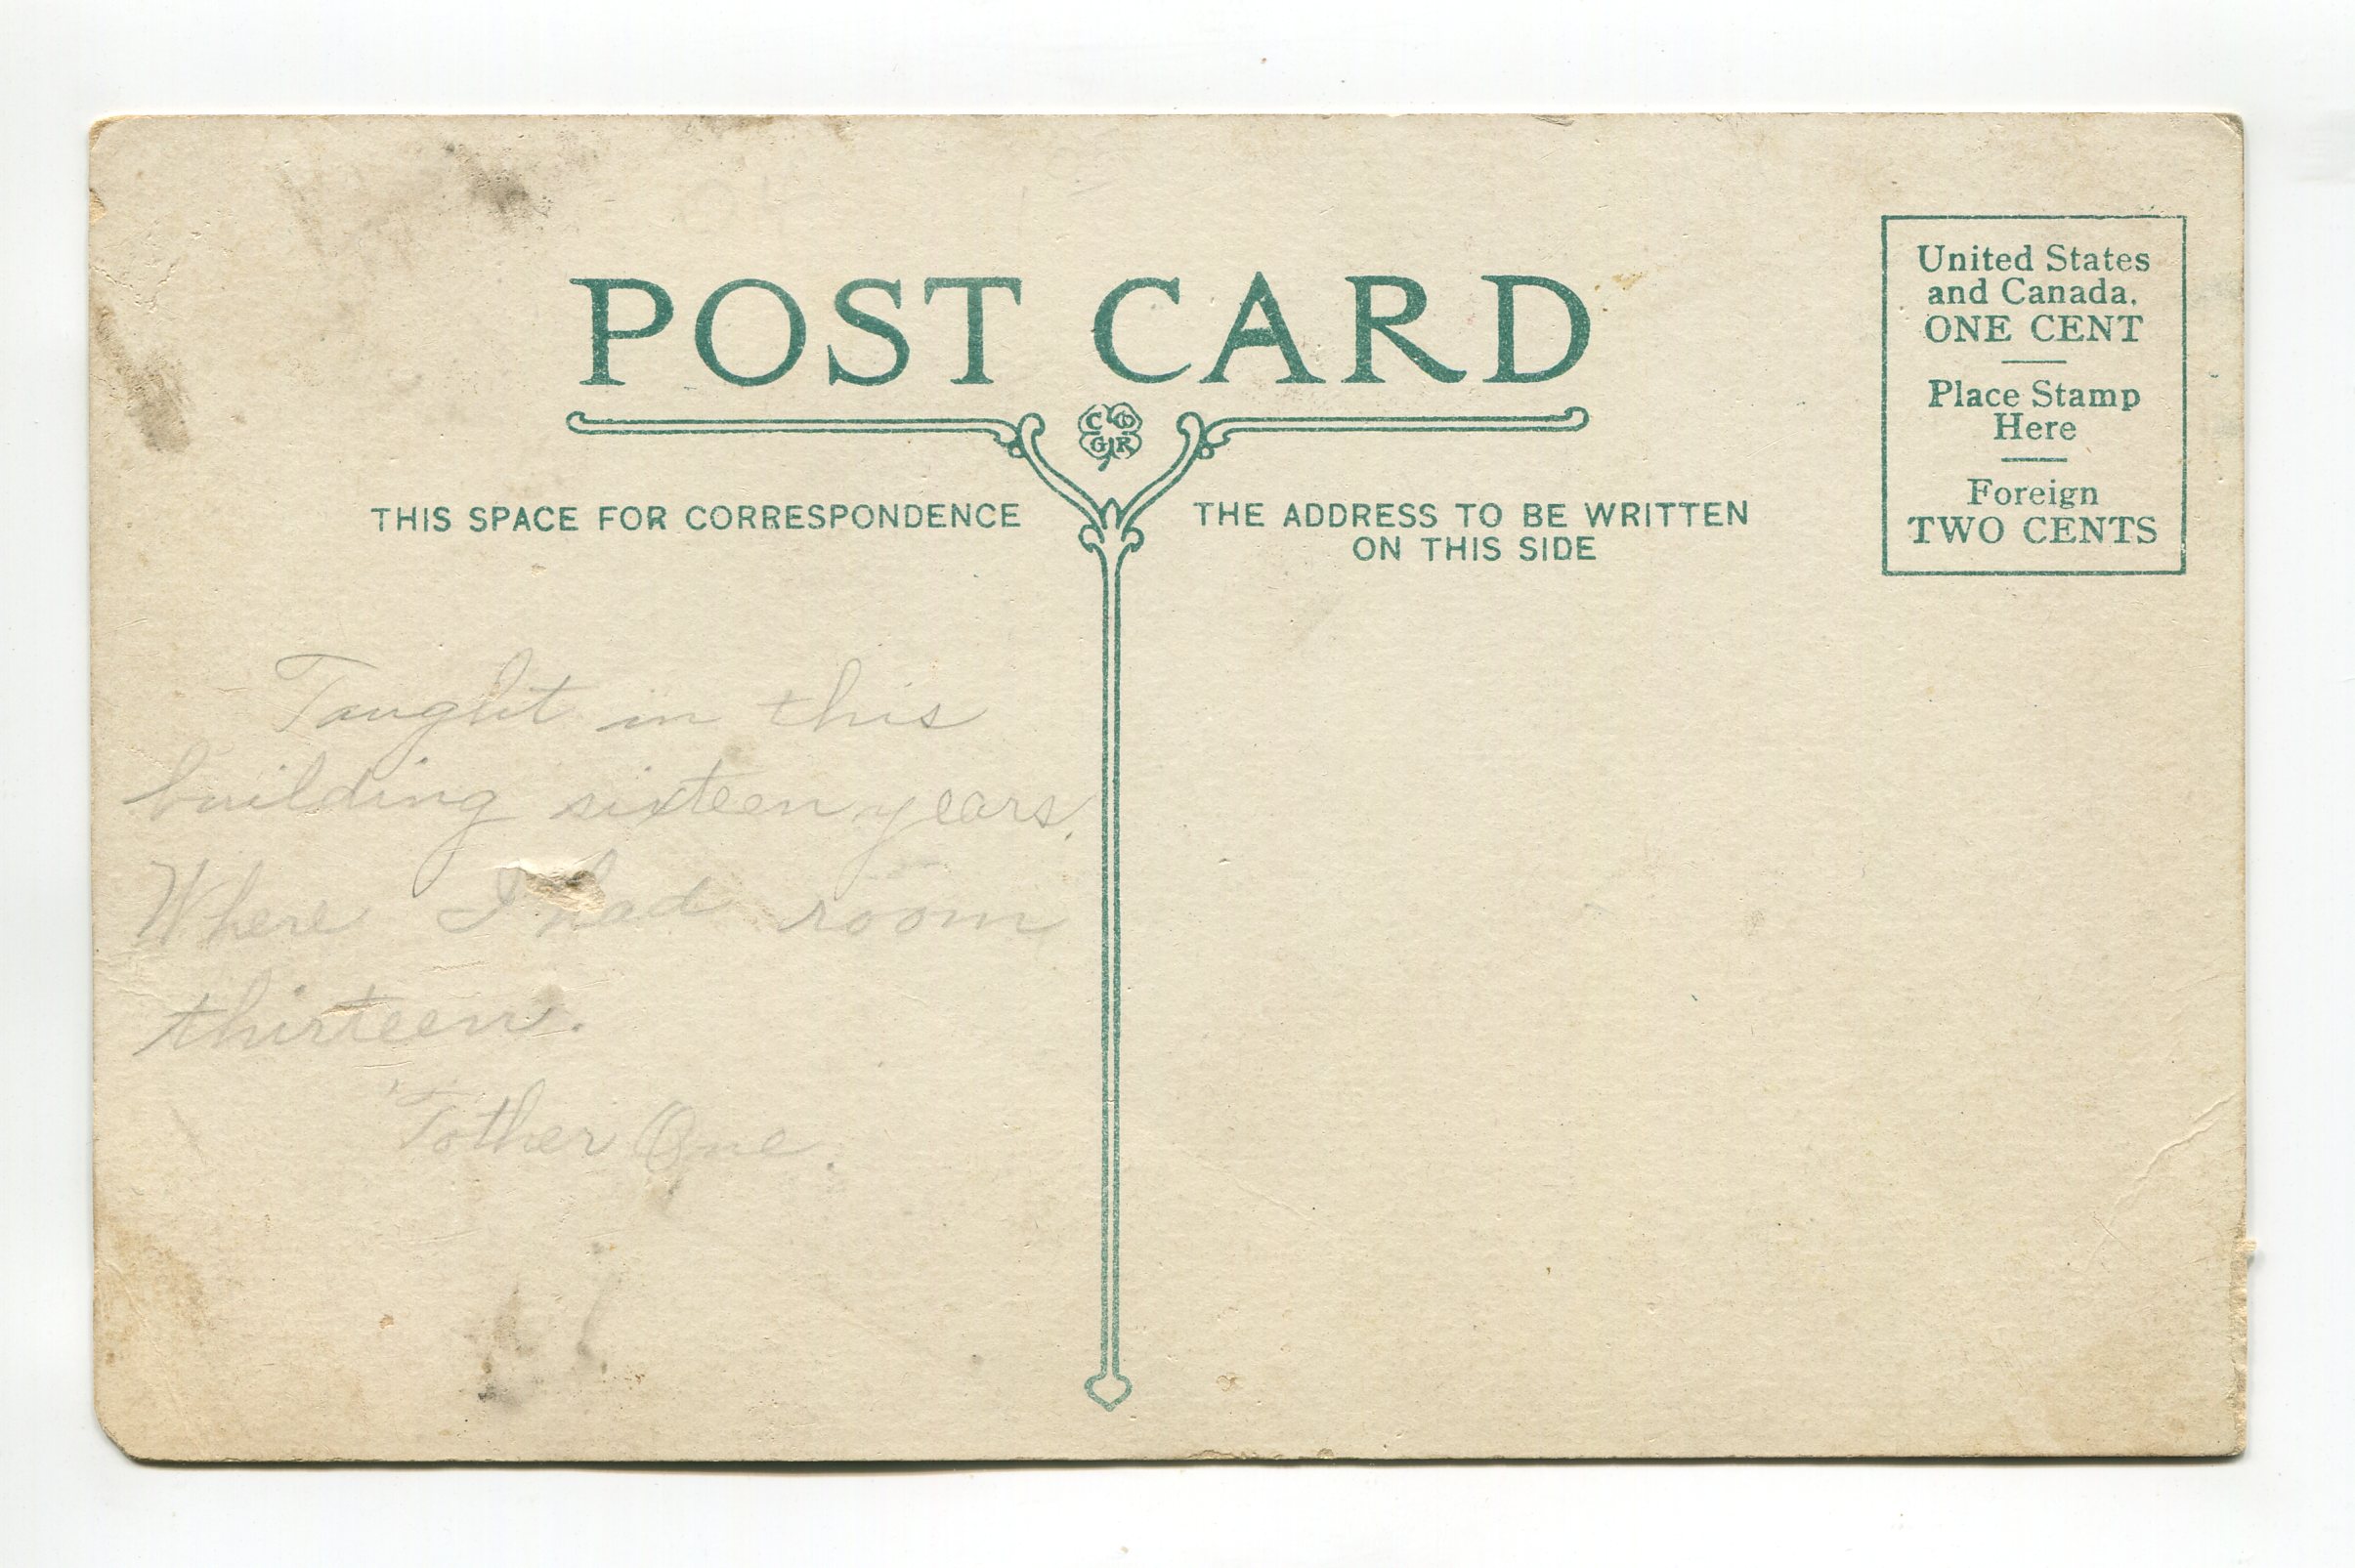 POST CARD
C Co
G R
THIS SPACE FOR CORRESPONDENCE
THE ADDRESS TO BE WRITTEN
ON THIS SIDE
United States
and Canada.
ONE CENT
Place Stamp
Here
Foreign
TWO CENTS
Taught in this
building sixteen years.
Where I had room
thirteen.
'Tother One.